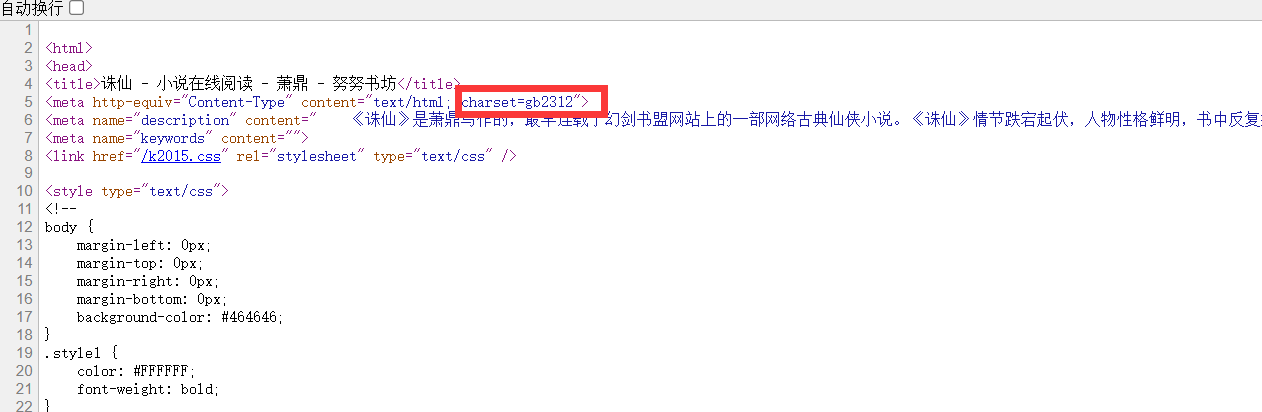 自动换行
1
2 <html>
3 <head>
4 <title>诛仙 - 小说在线阅读 - 萧鼎 - 努努书坊</title>
5 <meta http-equiv="Content-Type" content="text/html; charset=gb2312">
6 <meta name="description" content="    《诛仙》是萧鼎写作的，最早连载于幻剑书盟网站上的一部网络古典仙侠小说。《诛仙》情节跌宕起伏，人物性格鲜明，书中反复
7 <meta name="keywords" content="">
8 <link href="/k2015.css" rel="stylesheet" type="text/css" />
9
10 <style type="text/css">
11 <!--
12 body {
13     margin-left: 0px;
14     margin-top: 0px;
15     margin-right: 0px;
16     margin-bottom: 0px;
17     background-color: #464646;
18 }
19 .style1 {
20     color: #FFFFFF;
21     font-weight: bold;
22 }